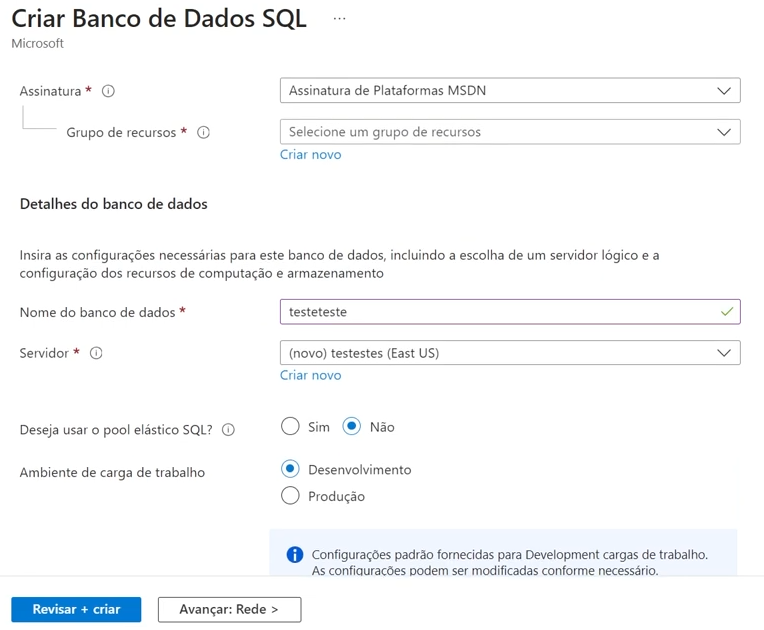 Criar Banco de Dados SQL ...
Microsoft
Assinatura *
Assinatura de Plataformas MSDN
Grupo de recursos *
Selecione um grupo de recursos
Criar novo
Detalhes do banco de dados
Insira as configurações necessárias para este banco de dados, incluindo a escolha de um servidor lógico e a
configuração dos recursos de computação e armazenamento
Nome do banco de dados *
testeteste
Servidor *
(novo) testestes (East US)
Criar novo
Deseja usar o pool elástico SQL?
Sim
Não
Ambiente de carga de trabalho
Desenvolvimento
Produção
Configurações padrão fornecidas para Development cargas de trabalho.
As configurações podem ser modificadas conforme necessário.
Revisar + criar
Avançar: Rede >